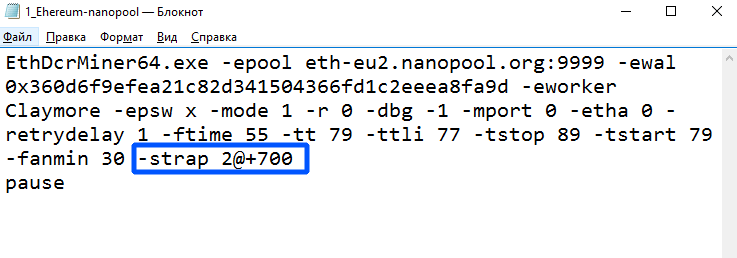 1_Ehereum-nanopool — Блокнот
Файл Правка Формат Вид Справка
EthDcrMiner64.exe -epool eth-eu2.nanopool.org:9999 -ewal
0x360d6f9efea21c82d341504366fd1c2eeea8fa9d -eworker
Claymore -epsw x -mode 1 -r 0 -dbg -1 -mport 0 -etha 0 -
retrydelay 1 -ftime 55 -tt 79 -ttli 77 -tstop 89 -tstart 79
-fanmin 30 -strap 2@+700
pause